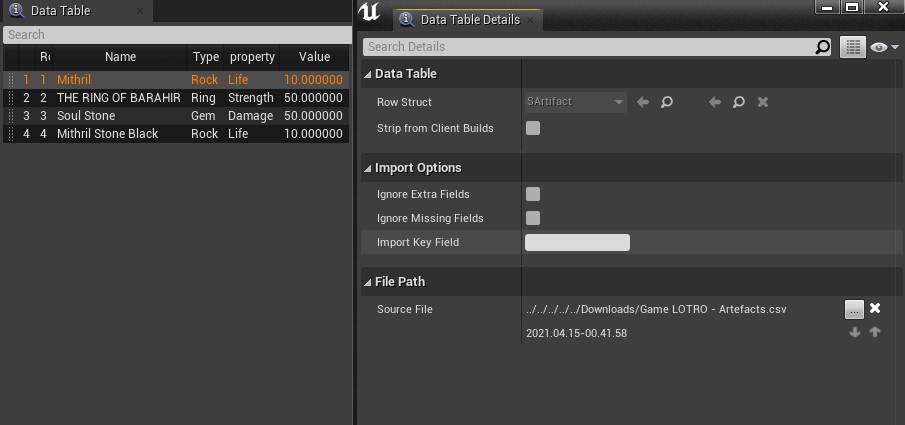 Data Table
Search
Name Type property Value
1 1 Mithril Rock Life 10.000000
2 2 THE RING OF BARAHIR Ring Strength 50.000000
3 3 Soul Stone Gem Damage 50.000000
4 4 Mithril Stone Black Rock Life 10.000000
Data Table Details
Search Details
Data Table
Row Struct SArtifact
Strip from Client Builds
Import Options
Ignore Extra Fields
Ignore Missing Fields
Import Key Field
File Path
Source File ../../../../../Downloads/Game LOTRO - Artefacts.csv ...
2021.04.15-00.41.58